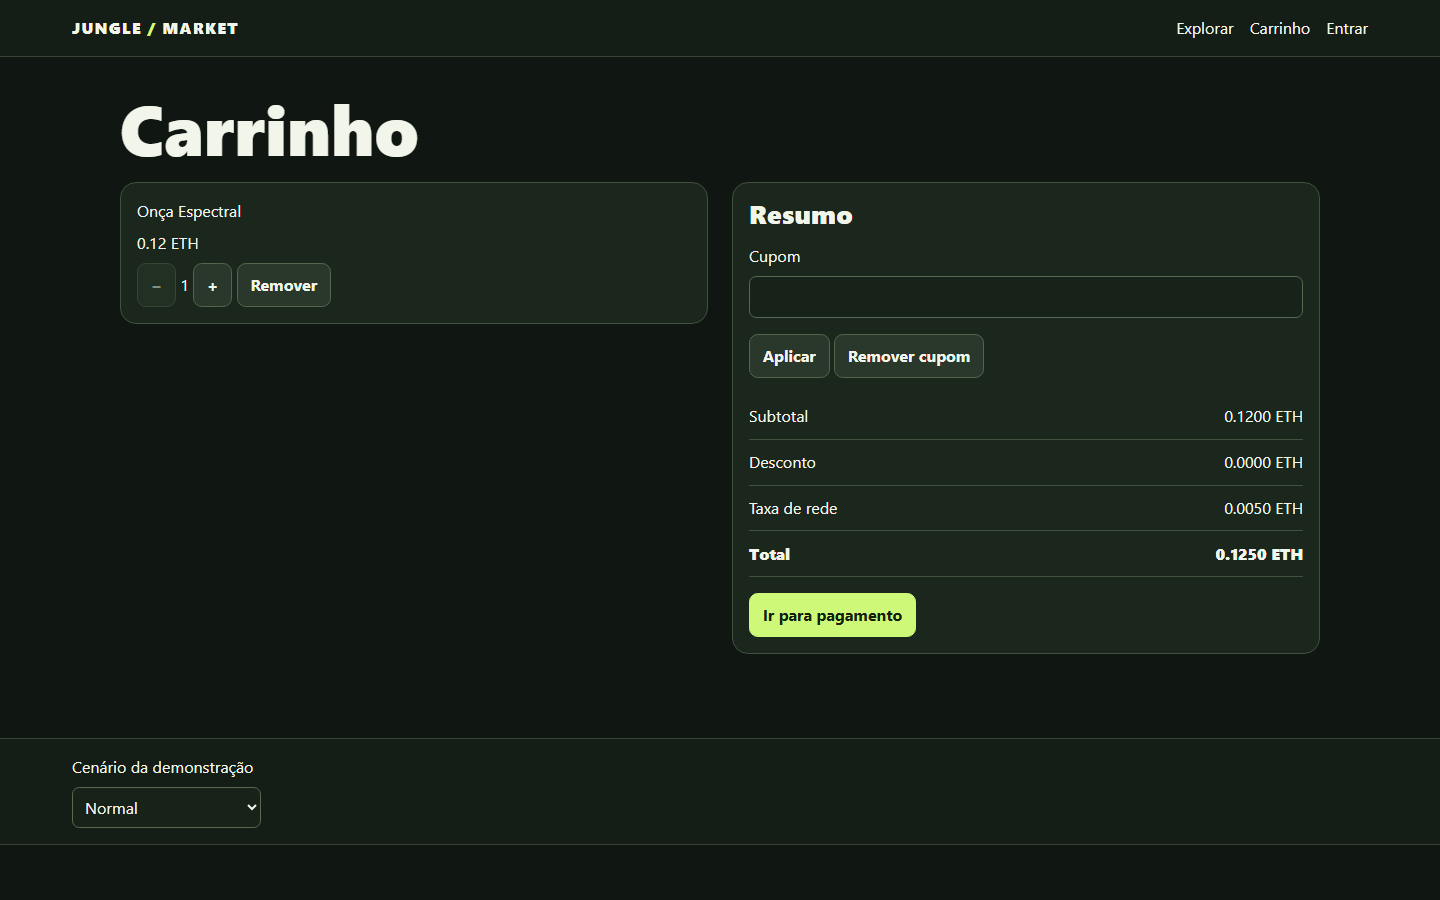 JUNGLE / MARKET
Explorar Carrinho Entrar
Carrinho
Onça Espectral
0.12 ETH
− 1 + Remover
Resumo
Cupom
Aplicar Remover cupom
Subtotal 0.1200 ETH
Desconto 0.0000 ETH
Taxa de rede 0.0050 ETH
Total 0.1250 ETH
Ir para pagamento
Cenário da demonstração
Normal